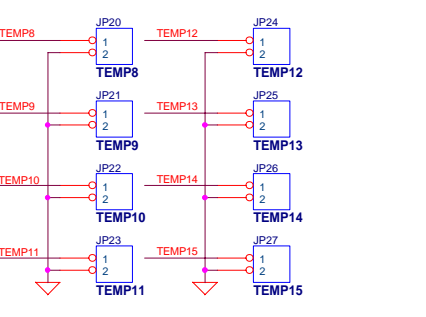 JP20
TEMP8
1
2
TEMP8
JP24
TEMP12
1
2
TEMP12
JP21
TEMP9
1
2
TEMP9
JP25
TEMP13
1
2
TEMP13
JP22
TEMP10
1
2
TEMP10
JP26
TEMP14
1
2
TEMP14
JP23
TEMP11
1
2
TEMP11
JP27
TEMP15
1
2
TEMP15